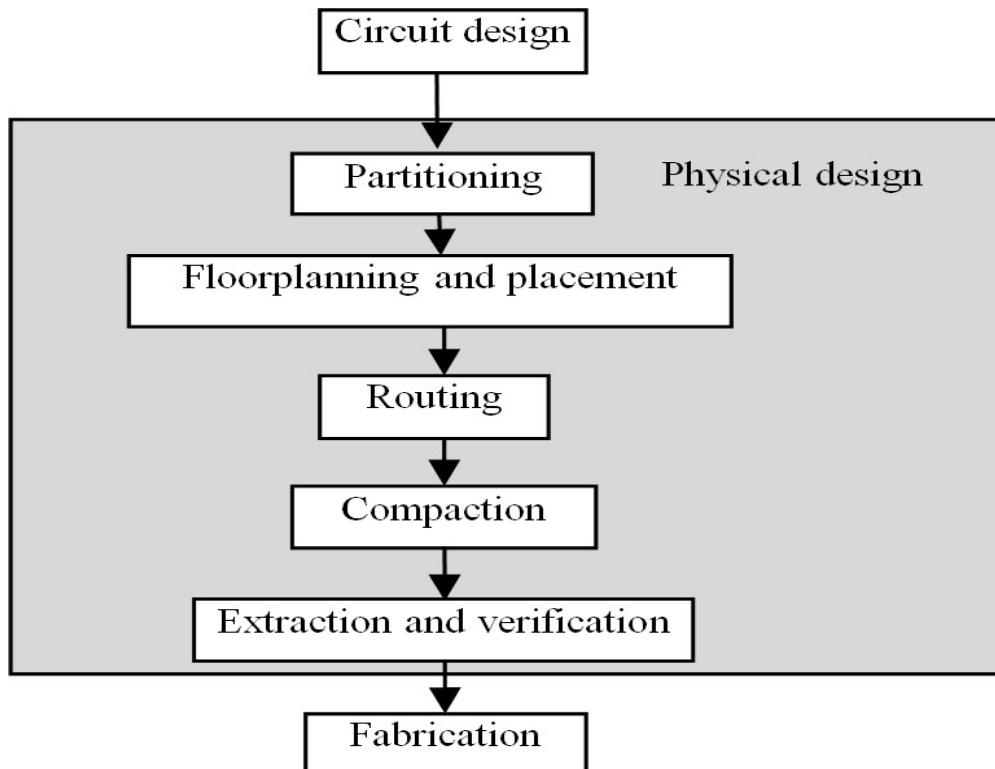 Circuit design
Partitioning
Physical design
Floorplanning and placement
Routing
Compaction
Extraction and verification
Fabrication